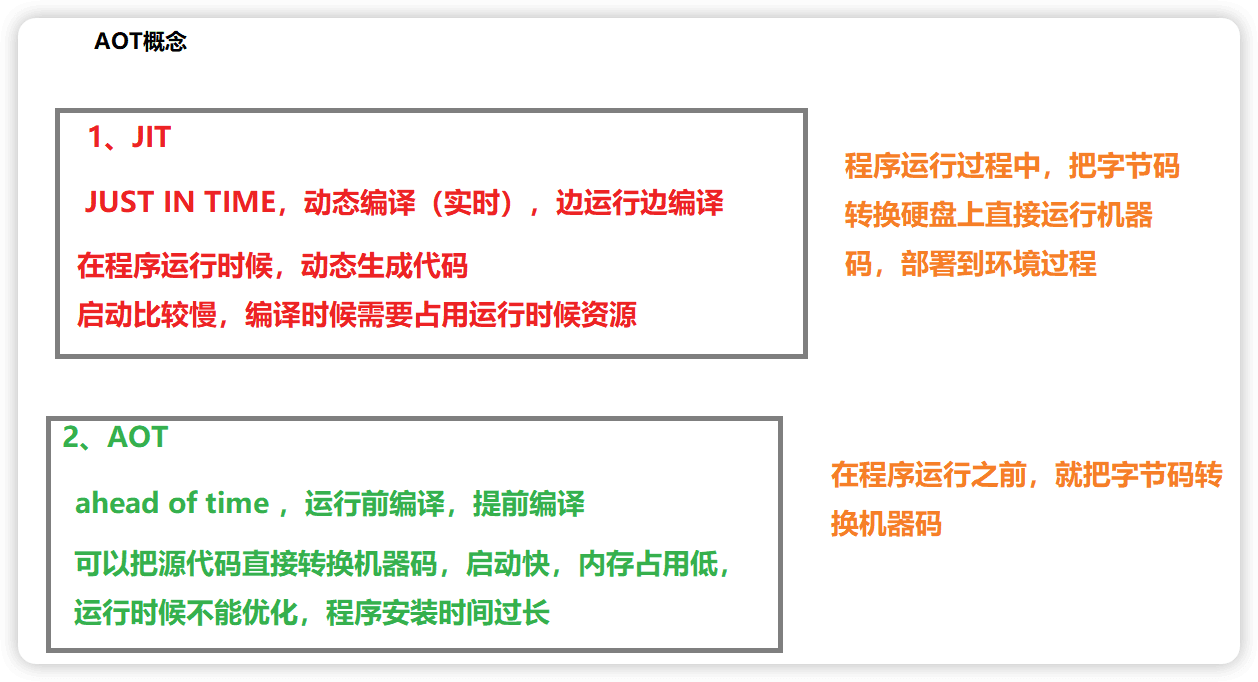 AOT概念
1、JIT
JUST IN TIME，动态编译（实时），边运行边编译
在程序运行时候，动态生成代码
启动比较慢，编译时候需要占用运行时候资源
程序运行过程中，把字节码
转换硬盘上直接运行机器
码，部署到环境过程
2、AOT
ahead of time ，运行前编译，提前编译
可以把源代码直接转换机器码，启动快，内存占用低，
运行时候不能优化，程序安装时间过长
在程序运行之前，就把字节码转
换机器码